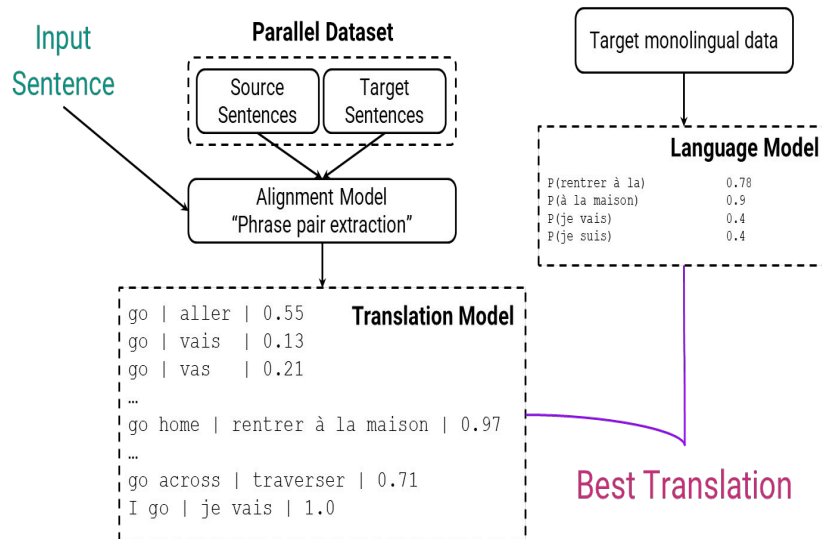 Input
Sentence
Parallel Dataset
Source
Sentences
Target
Sentences
Alignment Model
“Phrase pair extraction”
Translation Model
go | aller | 0.55
go | vais | 0.13
go | vas | 0.21
…
go home | rentrer à la maison | 0.97
…
go across | traverser | 0.71
I go | je vais | 1.0
Target monolingual data
Language Model
P(rentrer à la) 0.78
P(à la maison) 0.9
P(je vais) 0.4
P(je suis) 0.4
Best Translation